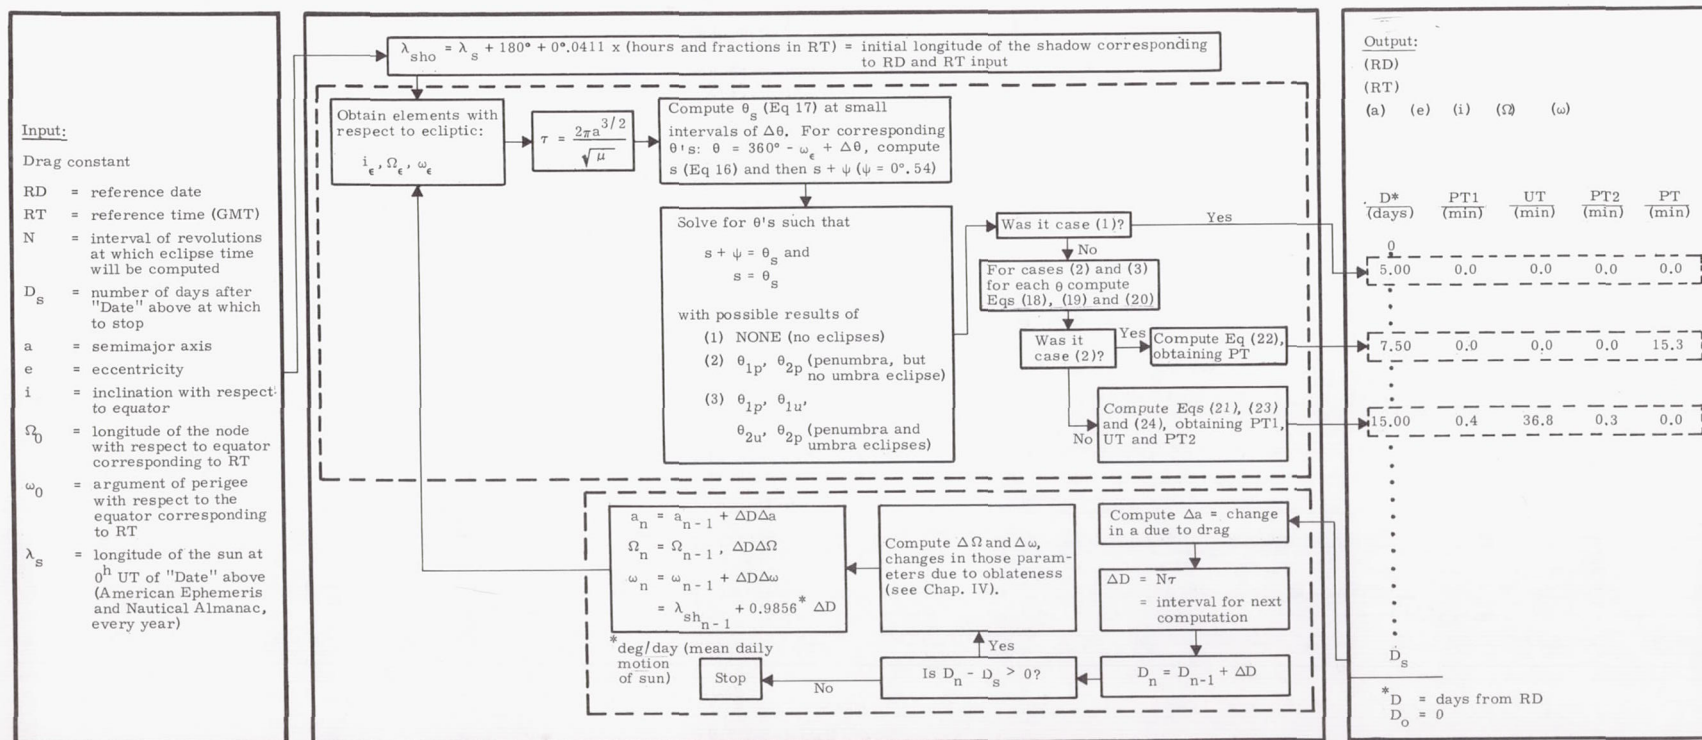 Input:
Drag constant
RD = reference date
RT = reference time (GMT)
N = interval of revolutions
at which eclipse time
will be computed
D_s = number of days after
"Date" above at which
to stop
a = semimajor axis
e = eccentricity
i = inclination with respect
to equator
Ω_0 = longitude of the node
with respect to equator
corresponding to RT
ω_0 = argument of perigee
with respect to the
equator corresponding
to RT
λ_s = longitude of the sun at
0^h UT of "Date" above
(American Ephemeris
and Nautical Almanac,
every year)
λ_sho = λ_s + 180° + 0°.0411 x (hours and fractions in RT) = initial longitude of the shadow corresponding
to RD and RT input
Obtain elements with
respect to ecliptic:
i_ϵ, Ω_ϵ, ω_ϵ
τ = 2πa^3/2 / √μ
Compute θ_s (Eq 17) at small
intervals of Δθ. For corresponding
θ's: θ = 360° - ω_ϵ + Δθ, compute
s (Eq 16) and then s + ψ (ψ = 0°.54)
Solve for θ's such that
s + ψ = θ_s and
s = θ_s
with possible results of
(1) NONE (no eclipses)
(2) θ_1p, θ_2p (penumbra, but
no umbra eclipse)
(3) θ_1p, θ_1u,
θ_2u, θ_2p (penumbra and
umbra eclipses)
Was it case (1)?
Yes
No
For cases (2) and (3)
for each θ compute
Eqs (18), (19) and (20)
Was it
case (2)?
Yes
No
Compute Eq (22),
obtaining PT
Compute Eqs (21), (23)
and (24), obtaining PT1,
UT and PT2
a_n = a_n-1 + ΔDΔa
Ω_n = Ω_n-1, ΔDΔΩ
ω_n = ω_n-1 + ΔDΔω
= λ_sh_n-1 + 0.9856* ΔD
*deg/day (mean daily
motion
of sun)
Compute ΔΩ and Δω,
changes in those param-
eters due to oblateness
(see Chap. IV).
Compute Δa = change
in a due to drag
ΔD = Nτ
= interval for next
computation
D_n = D_n-1 + ΔD
Is D_n - D_s > 0?
Yes
No
Stop
Output:
(RD)
(RT)
(a) (e) (i) (Ω) (ω)
D* PT1 UT PT2 PT
(days) (min) (min) (min) (min)
0
5.00 0.0 0.0 0.0 0.0
7.50 0.0 0.0 0.0 15.3
15.00 0.4 36.8 0.3 0.0
D_s
*D = days from RD
D_o = 0